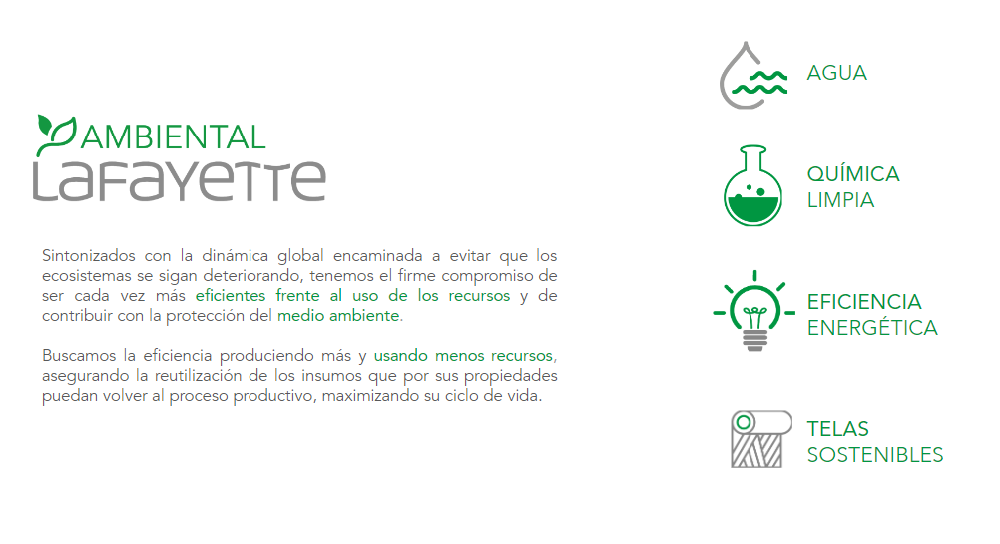 AMBIENTAL
Lafayette
Sintonizados con la dinámica global encaminada a evitar que los
ecosistemas se sigan deteriorando, tenemos el firme compromiso de
ser cada vez más eficientes frente al uso de los recursos y de
contribuir con la protección del medio ambiente.
Buscamos la eficiencia produciendo más y usando menos recursos,
asegurando la reutilización de los insumos que por sus propiedades
puedan volver al proceso productivo, maximizando su ciclo de vida.
AGUA
QUÍMICA
LIMPIA
EFICIENCIA
ENERGÉTICA
TELAS
SOSTENIBLES